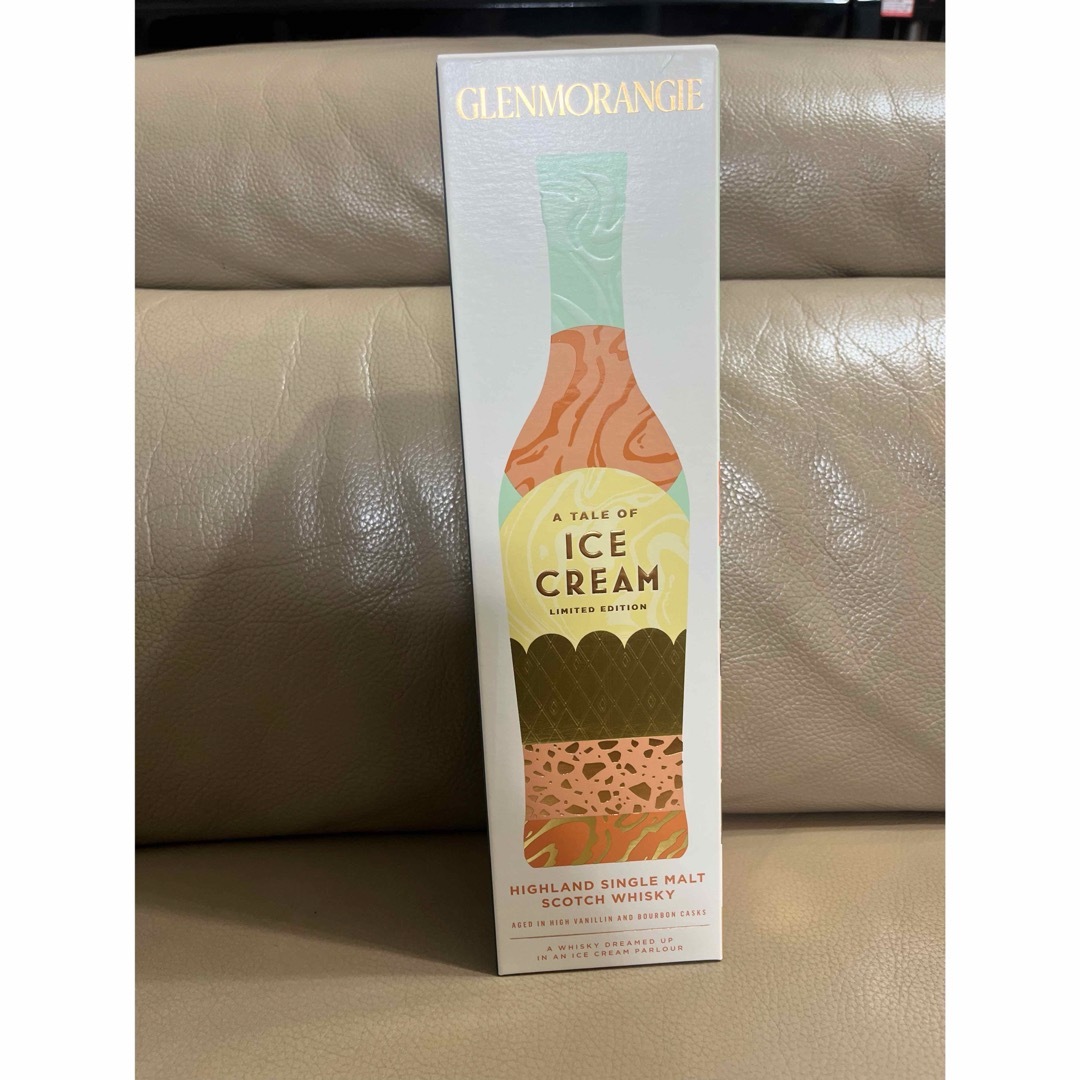 GLENMORANGIE
A TALE OF
ICE
CREAM
LIMITED EDITION
HIGHLAND SINGLE MALT
SCOTCH WHISKY
AGED IN HIGH VANILLIN AND BOURBON CASKS
A WHISKY DREAMED UP
IN AN ICE CREAM PARLOUR